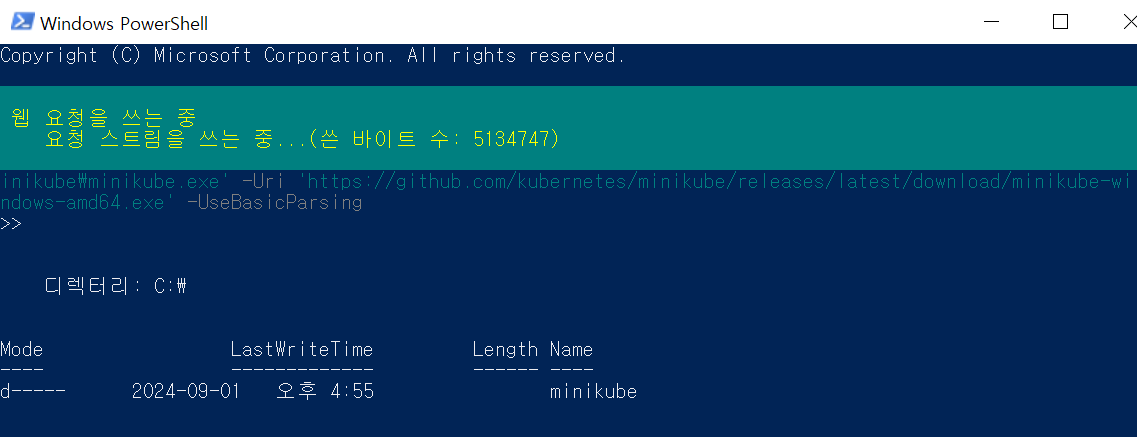 Windows PowerShell
Copyright (C) Microsoft Corporation. All rights reserved.
웹 요청을 쓰는 중
요청 스트림을 쓰는 중...(쓴 바이트 수: 5134747)
inikube\minikube.exe' -Uri 'https://github.com/kubernetes/minikube/releases/latest/download/minikube-wi
ndows-amd64.exe' -UseBasicParsing
>>
디렉터리: C:\
Mode LastWriteTime Length Name
---- ------------- ------ ----
d----- 2024-09-01 오후 4:55 minikube